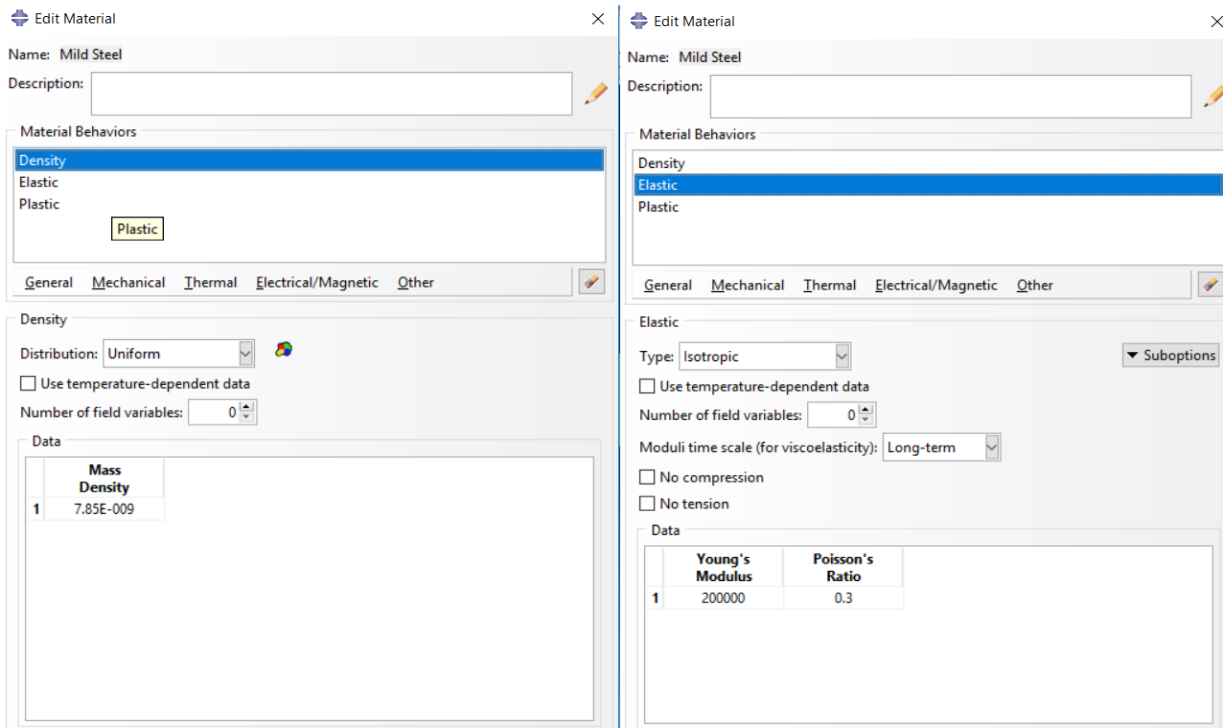 Edit Material
Name: Mild Steel
Description:
Material Behaviors
Density
Elastic
Plastic
Plastic
General Mechanical Thermal Electrical/Magnetic Other
Density
Distribution: Uniform
Use temperature-dependent data
Number of field variables: 0
Data
Mass
Density
1 7.85E-009
Edit Material
Name: Mild Steel
Description:
Material Behaviors
Density
Elastic
Plastic
General Mechanical Thermal Electrical/Magnetic Other
Elastic
Type: Isotropic
Suboptions
Use temperature-dependent data
Number of field variables: 0
Moduli time scale (for viscoelasticity): Long-term
No compression
No tension
Data
Young's Poisson's
Modulus Ratio
1 200000 0.3